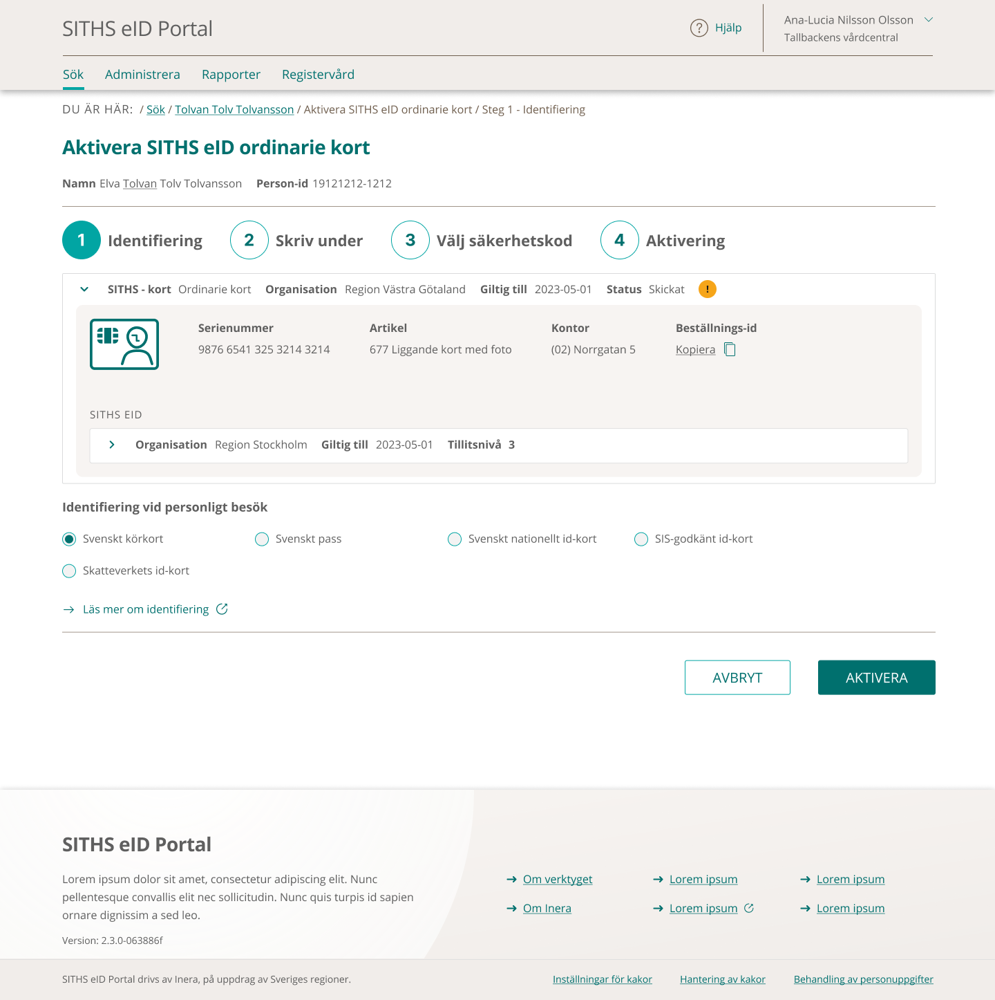 SITHS eID Portal
? Hjälp
Ana-Lucia Nilsson Olsson
Tallbackens vårdcentral
Sök Administrera Rapporter Registervård
DU ÄR HÄR: / Sök / Tolvan Tolv Tolvansson / Aktivera SITHS eID ordinarie kort / Steg 1 - Identifiering
Aktivera SITHS eID ordinarie kort
Namn Elva Tolvan Tolv Tolvansson Person-id 19121212-1212
1 Identifiering 2 Skriv under 3 Välj säkerhetskod 4 Aktivering
SITHS - kort Ordinarie kort Organisation Region Västra Götaland Giltig till 2023-05-01 Status Skickat !
Serienummer Artikel Kontor Beställnings-id
9876 6541 325 3214 3214 677 Liggande kort med foto (02) Norrgatan 5 Kopiera
SITHS EID
Organisation Region Stockholm Giltig till 2023-05-01 Tillitsnivå 3
Identifiering vid personligt besök
Svenskt körkort Svenskt pass Svenskt nationellt id-kort SIS-godkänt id-kort
Skatteverkets id-kort
Läs mer om identifiering
AVBRYT AKTIVERA
SITHS eID Portal
Lorem ipsum dolor sit amet, consectetur adipiscing elit. Nunc
pellentesque convallis elit nec sollicitudin. Nunc quis turpis id sapien
ornare dignissim a sed leo.
Version: 2.3.0-063886f
Om verktyget Lorem ipsum Lorem ipsum
Om Inera Lorem ipsum Lorem ipsum
SITHS eID Portal drivs av Inera, på uppdrag av Sveriges regioner.
Inställningar för kakor Hantering av kakor Behandling av personuppgifter